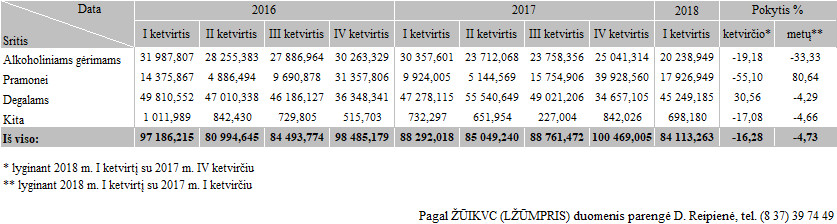 Data 2016 2017 2018 Pokytis %
Sritis I ketvirtis II ketvirtis III ketvirtis IV ketvirtis I ketvirtis II ketvirtis III ketvirtis IV ketvirtis I ketvirtis ketvirčio* metų**
Alkoholiniams gėrimams 31 987,807 28 255,383 27 886,964 30 263,329 30 357,601 23 712,068 23 758,356 25 041,314 20 238,949 -19,18 -33,33
Pramonei 14 375,867 4 886,494 9 690,878 31 357,806 9 924,005 5 144,569 15 754,906 39 928,560 17 926,949 -55,10 80,64
Degalams 49 810,552 47 010,338 46 186,127 36 348,341 47 278,115 55 540,649 49 021,206 34 657,105 45 249,185 30,56 -4,29
Kita 1 011,989 842,430 729,805 515,703 732,297 651,954 227,004 842,026 698,180 -17,08 -4,66
Iš viso: 97 186,215 80 994,645 84 493,774 98 485,179 88 292,018 85 049,240 88 761,472 100 469,005 84 113,263 -16,28 -4,73
* lyginant 2018 m. I ketvirtį su 2017 m. IV ketvirčiu
** lyginant 2018 m. I ketvirtį su 2017 m. I ketvirčiu
Pagal ŽŪIKVC (LŽŪMPRIS) duomenis parengė D. Reipienė, tel. (8 37) 39 74 49